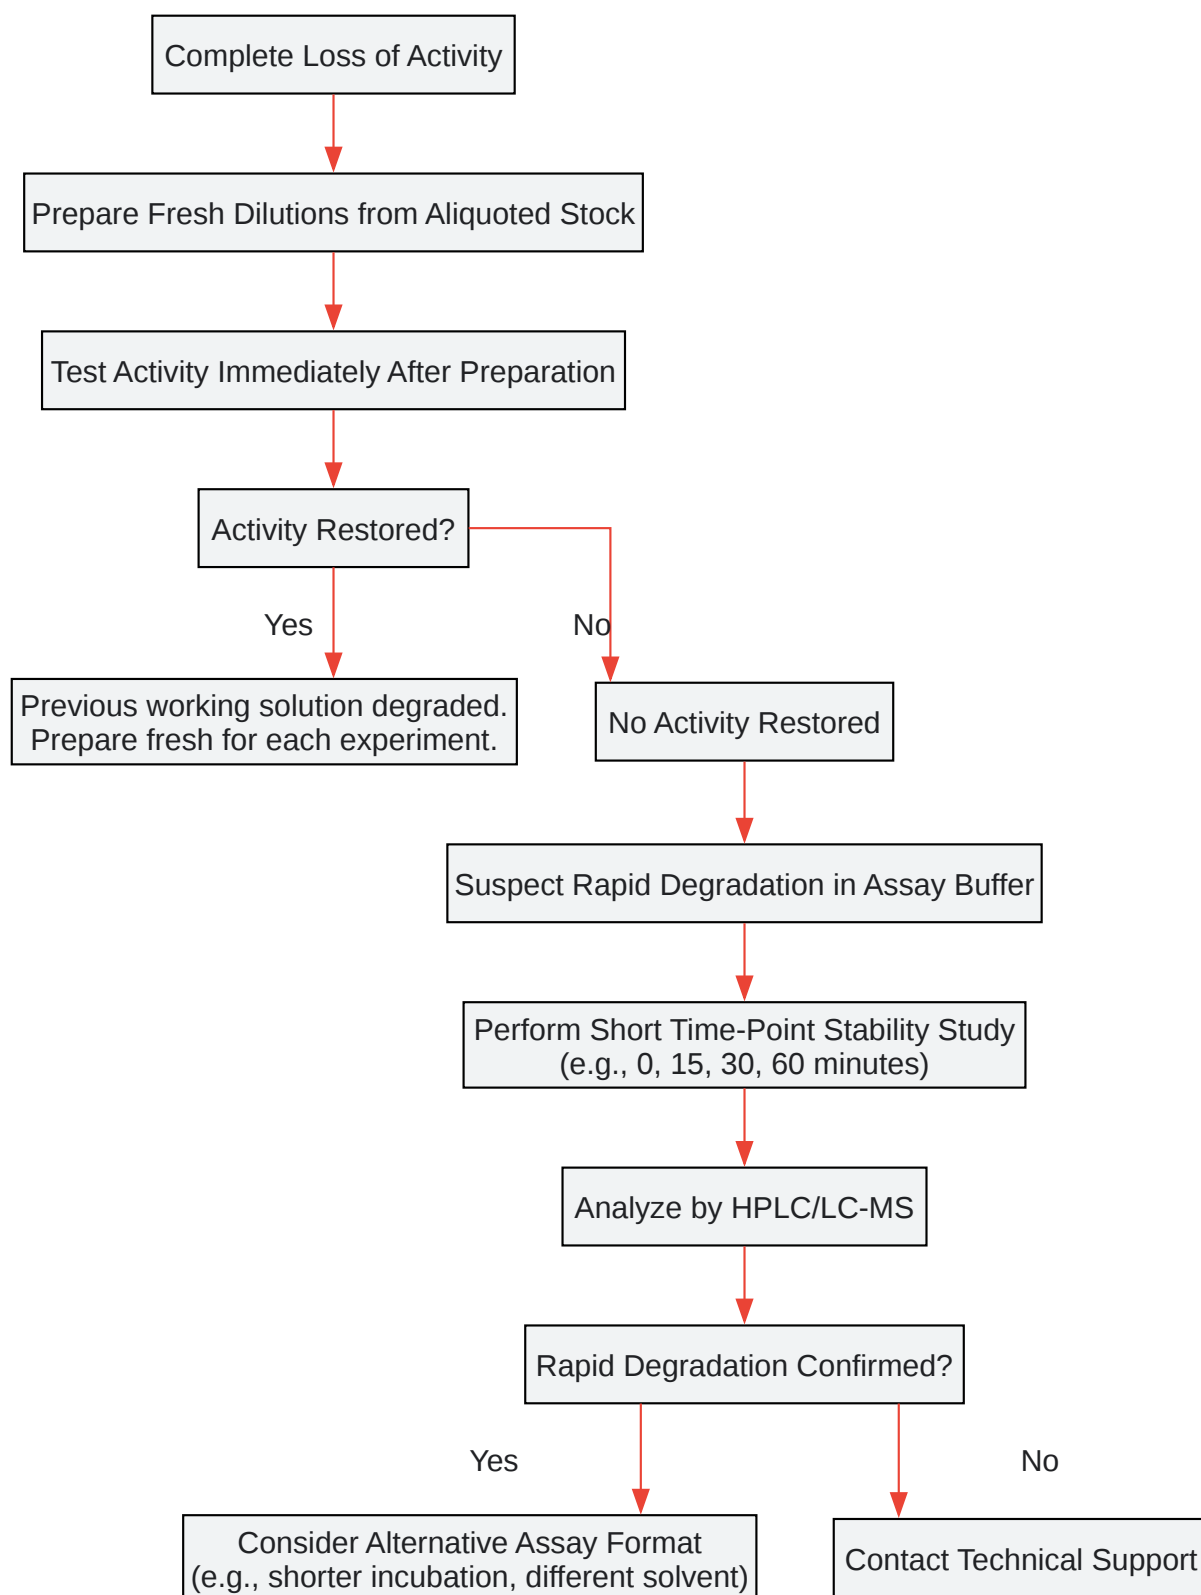 Complete Loss of Activity
Prepare Fresh Dilutions from Aliquoted Stock
Test Activity Immediately After Preparation
Activity Restored?
Yes
No
Previous working solution degraded.
Prepare fresh for each experiment.
No Activity Restored
Suspect Rapid Degradation in Assay Buffer
Perform Short Time-Point Stability Study
(e.g., 0, 15, 30, 60 minutes)
Analyze by HPLC/LC-MS
Rapid Degradation Confirmed?
Yes
No
Consider Alternative Assay Format
(e.g., shorter incubation, different solvent)
Contact Technical Support